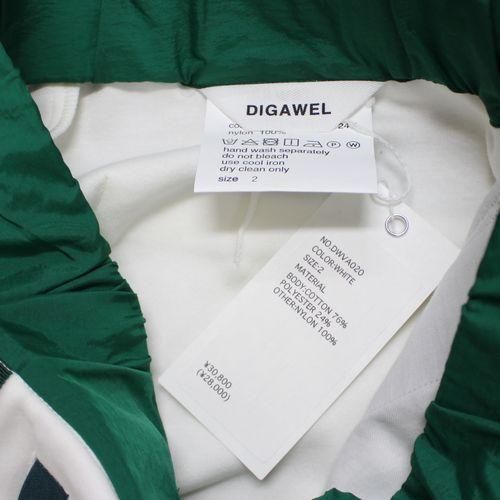 DIGAWEL
24
nylon 100%
hand wash separately
do not bleach
use cool iron
dry clean only
size 2
NO.DWVA020
COLOR:WHITE
SIZE:2
MATERIAL
BODY:COTTON 76%
POLYESTER 24%
OTHER:NYLON 100%
¥30,800
(¥28,000)